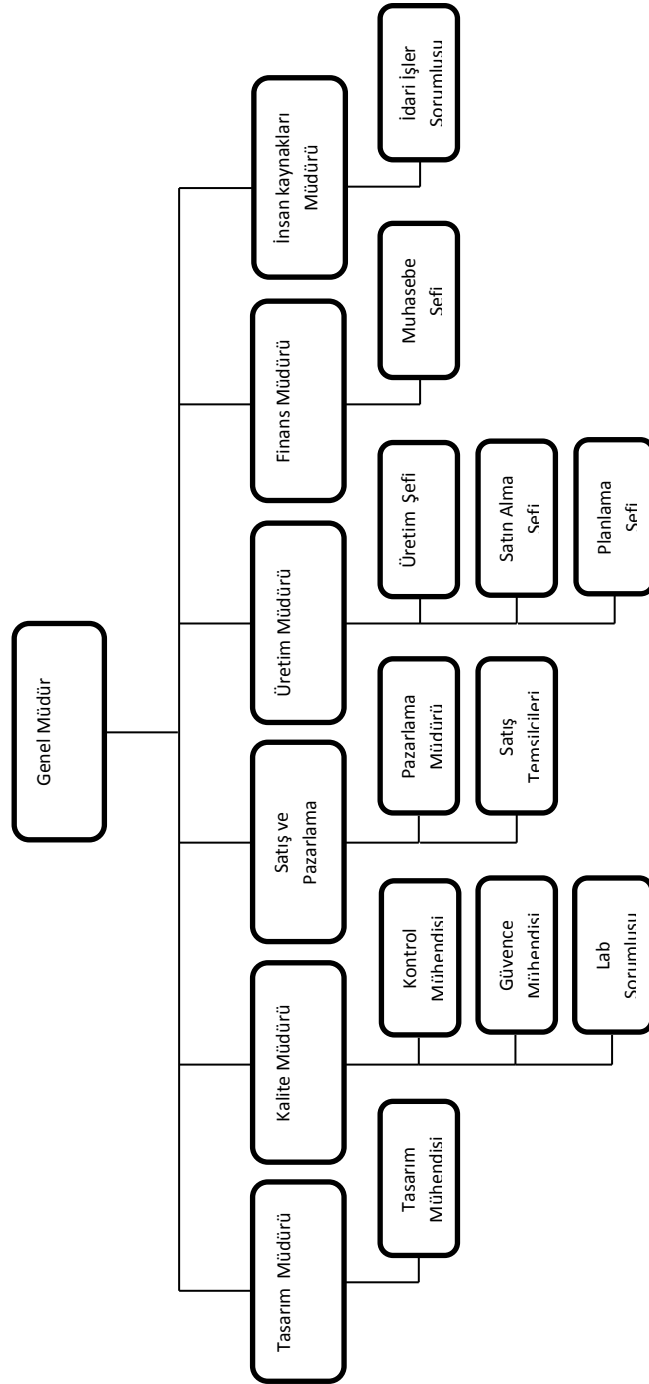 Genel Müdür
Tasarım Müdürü
Kalite Müdürü
Satış ve
Pazarlama
Üretim Müdürü
Finans Müdürü
İnsan kaynakları
Müdürü
Tasarım
Mühendisi
Kontrol
Mühendisi
Güvence
Mühendisi
Lab
Sorumlusu
Pazarlama
Müdürü
Satış
Temsilcileri
Üretim Şefi
Satın Alma
Şefi
Planlama
Şefi
Muhasebe
Şefi
İdari İşler
Sorumlusu